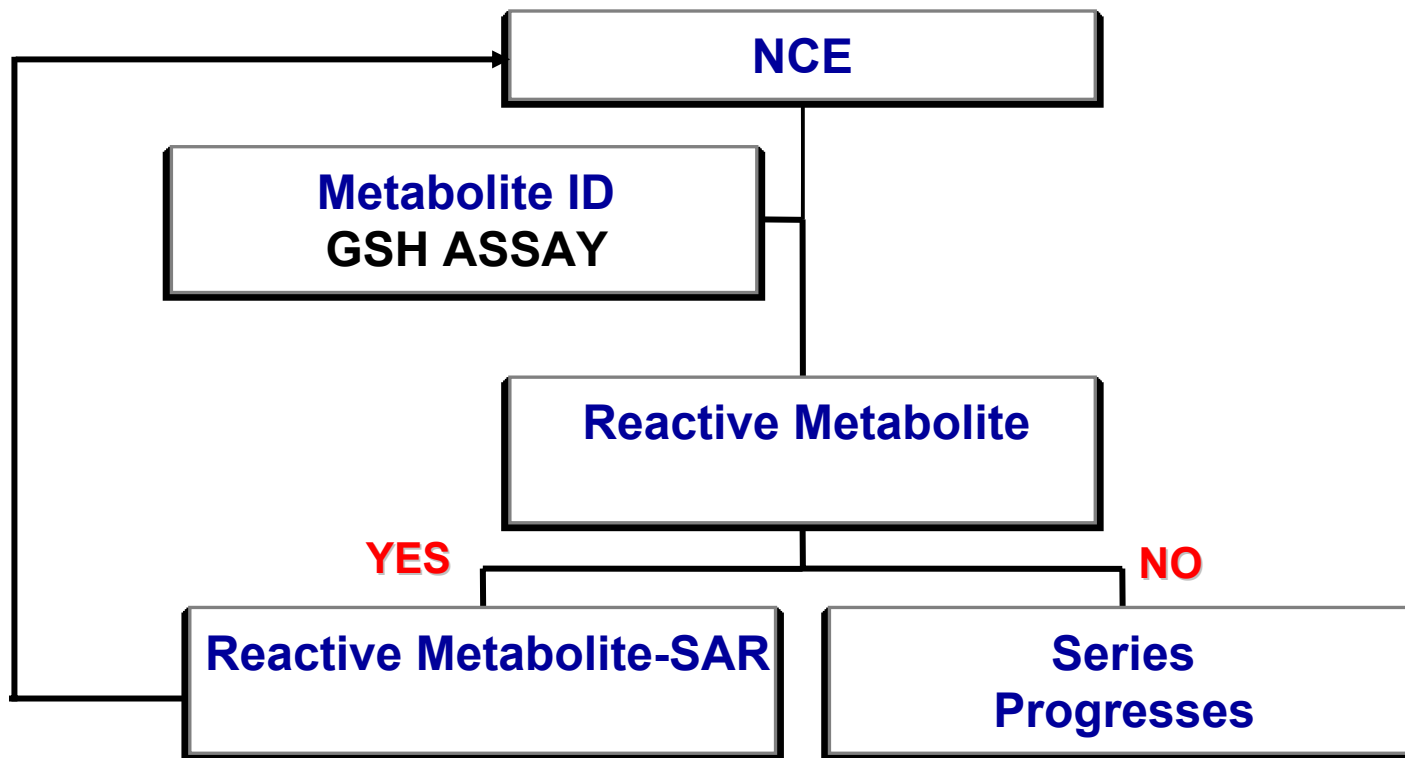 NCE
Metabolite ID
GSH ASSAY
Reactive Metabolite
YES
NO
Reactive Metabolite-SAR
Series
Progresses